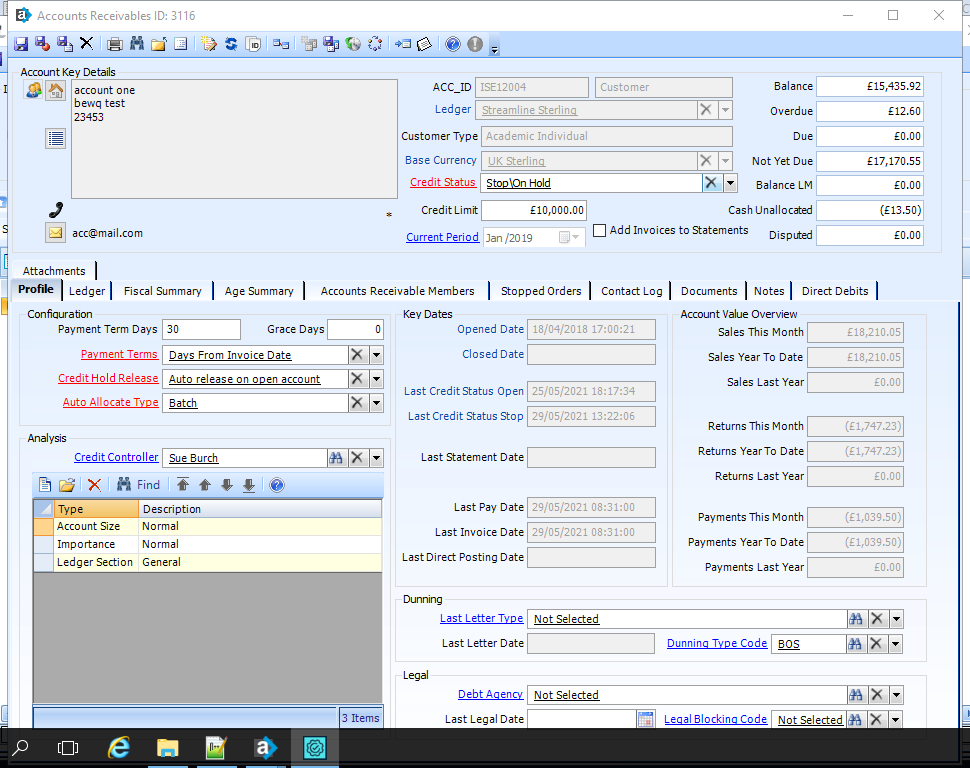 Accounts Receivables ID: 3116
Account Key Details
account one
bewq test
23453
*
acc@mail.com
ACC_ID ISE12004 Customer
Ledger Streamline Sterling
Customer Type Academic Individual
Base Currency UK Sterling
Credit Status Stop\On Hold
Credit Limit £10,000.00
Current Period Jan /2019
Add Invoices to Statements
Balance £15,435.92
Overdue £12.60
Due £0.00
Not Yet Due £17,170.55
Balance LM £0.00
Cash Unallocated (£13.50)
Disputed £0.00
Attachments
Profile Ledger Fiscal Summary Age Summary Accounts Receivable Members Stopped Orders Contact Log Documents Notes Direct Debits
Configuration
Payment Term Days 30 Grace Days 0
Payment Terms Days From Invoice Date
Credit Hold Release Auto release on open account
Auto Allocate Type Batch
Analysis
Credit Controller Sue Burch
Find
Type Description
Account Size Normal
Importance Normal
Ledger Section General
3 Items
Key Dates
Opened Date 18/04/2018 17:00:21
Closed Date
Last Credit Status Open 25/05/2021 18:17:34
Last Credit Status Stop 29/05/2021 13:22:06
Last Statement Date
Last Pay Date 29/05/2021 08:31:00
Last Invoice Date 29/05/2021 08:31:00
Last Direct Posting Date
Account Value Overview
Sales This Month £18,210.05
Sales Year To Date £18,210.05
Sales Last Year £0.00
Returns This Month (£1,747.23)
Returns Year To Date (£1,747.23)
Returns Last Year £0.00
Payments This Month (£1,039.50)
Payments Year To Date (£1,039.50)
Payments Last Year £0.00
Dunning
Last Letter Type Not Selected
Last Letter Date Dunning Type Code BOS
Legal
Debt Agency Not Selected
Last Legal Date Legal Blocking Code Not Selected